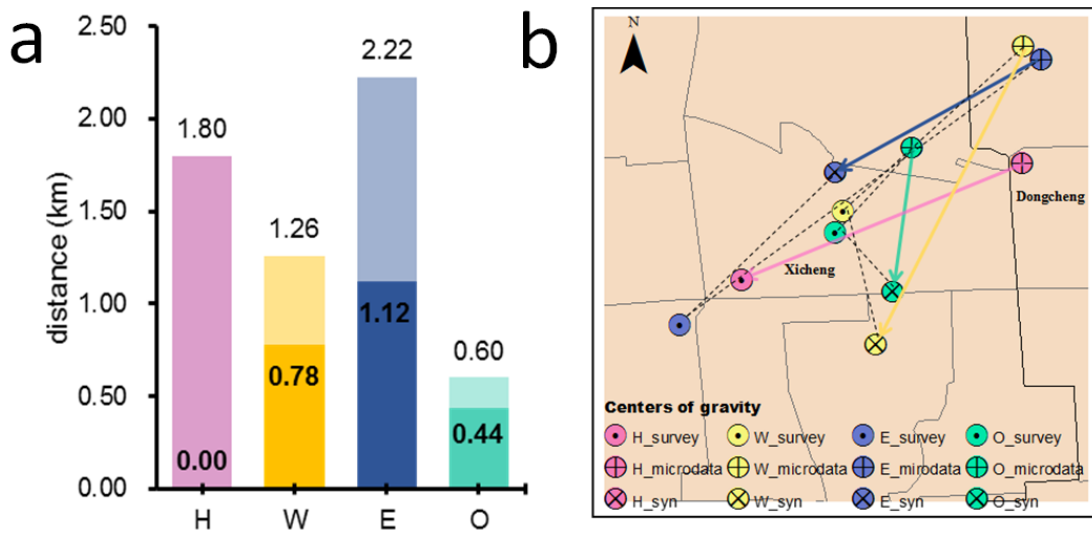 a
2.50
2.00
1.50
1.00
0.50
0.00
distance (km)
1.80
0.00
1.26
0.78
2.22
1.12
0.60
0.44
H W E O
b
N
Dongcheng
Xicheng
Centers of gravity
H_survey W_survey E_survey O_survey
H_microdata W_microdata E_mirodata O_microdata
H_syn W_syn E_syn O_syn